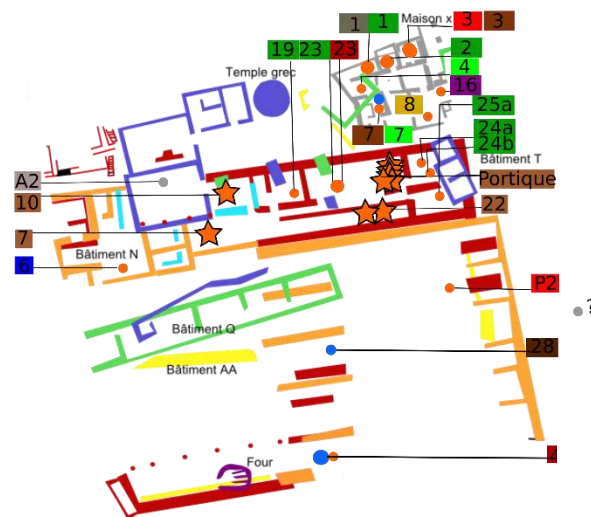 Maison x
1 1 3 3
19 23 23 2
4
Temple grec
16
8
25a
7 7
24a
24b
Bâtiment T
A2
Portique
10
22
7
Bâtiment N
6
P2
?
Bâtiment Q
28
Bâtiment AA
Four